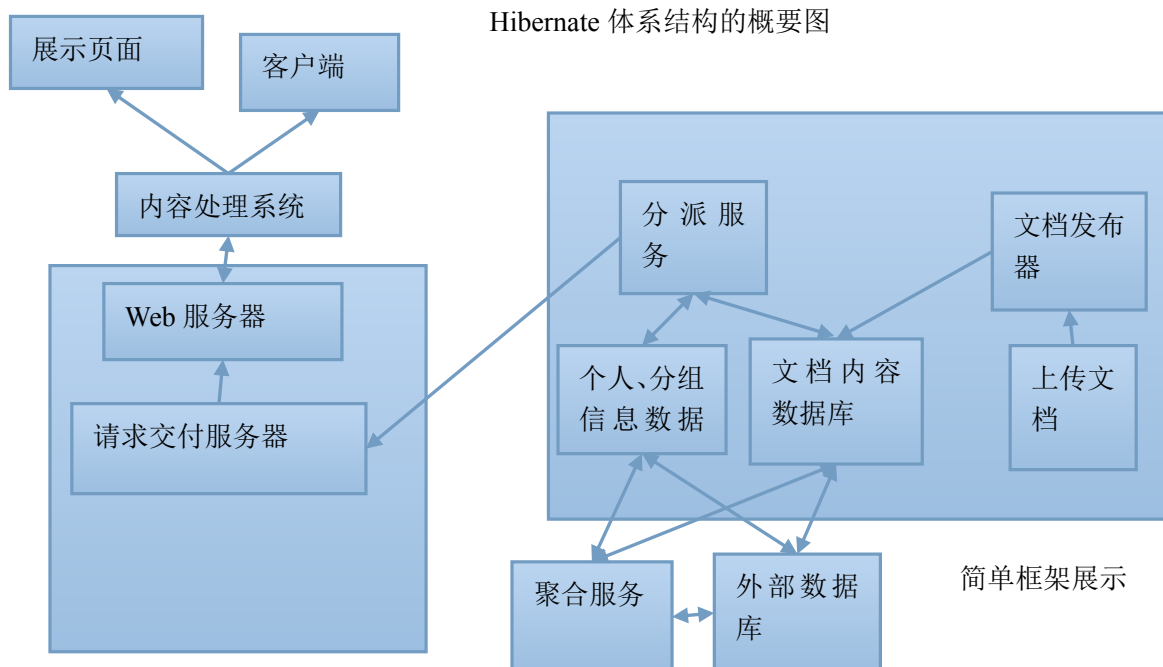 Hibernate 体系结构的概要图
展示页面
客户端
内容处理系统
Web 服务器
请求交付服务器
分派服
务
文档发布
器
个人、分组
信息数据
文档内容
数据库
上传文
档
聚合服务
外部数据
库
简单框架展示